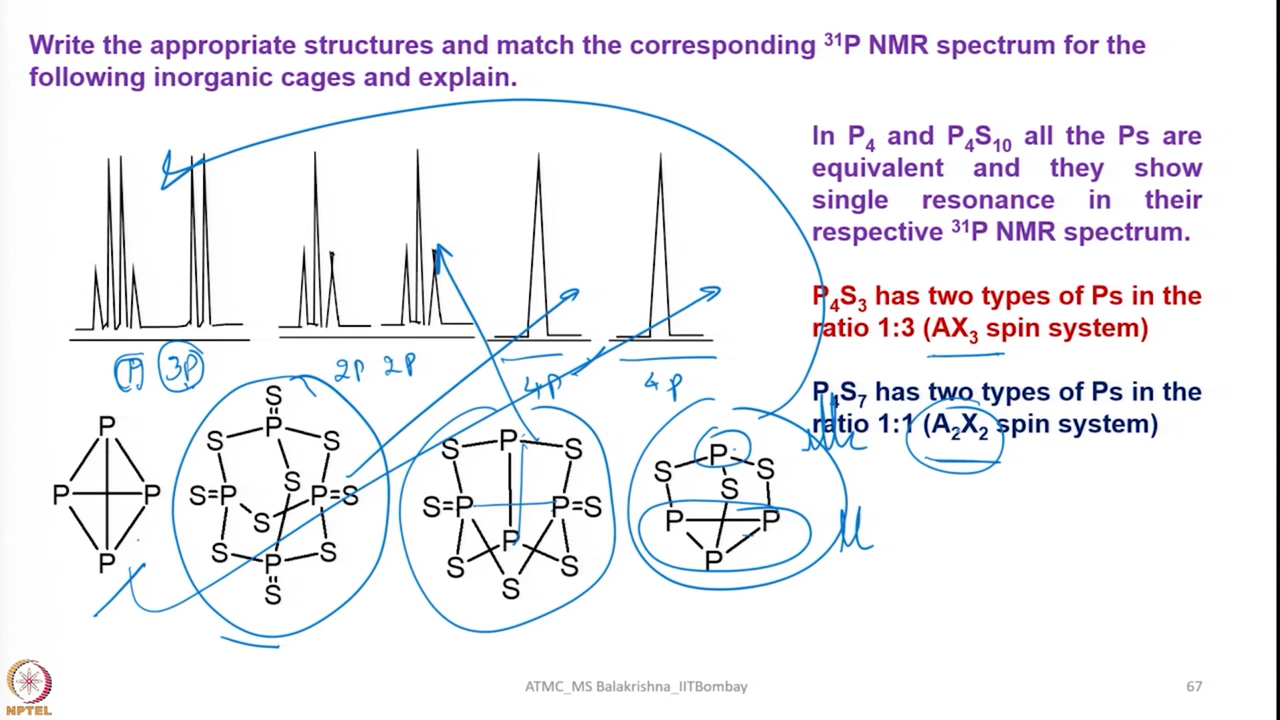 Write the appropriate structures and match the corresponding ³¹P NMR spectrum for the
following inorganic cages and explain.
In P₄ and P₄S₁₀ all the Ps are
equivalent and they show
single resonance in their
respective ³¹P NMR spectrum.
P₄S₃ has two types of Ps in the
ratio 1:3 (AX₃ spin system)
P₄S₇ has two types of Ps in the
ratio 1:1 (A₂X₂ spin system)
3P 2P 2P 4P 4P
P
P P
P
S
P
S S
S=P S P=S
S
S P S
S
S P S
S=P P=S
P
S S
S
P
S S
S
P P
P
NPTEL
ATMC_MS Balakrishna_IITBombay
67